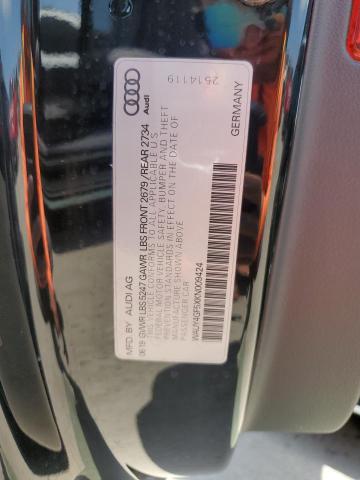 Audi
2514119
MFD. BY AUDI AG
GERMANY
06.19 GVWR LBS 5247 GAWR LBS FRONT 2679 / REAR 2734
THIS VEHICLE CONFORMS TO ALL APPLICABLE U.S.
FEDERAL MOTOR VEHICLE SAFETY, BUMPER AND THEFT
PREVENTION STANDARDS IN EFFECT ON THE DATE OF
MANUFACTURE SHOWN ABOVE.
PASSENGER CAR